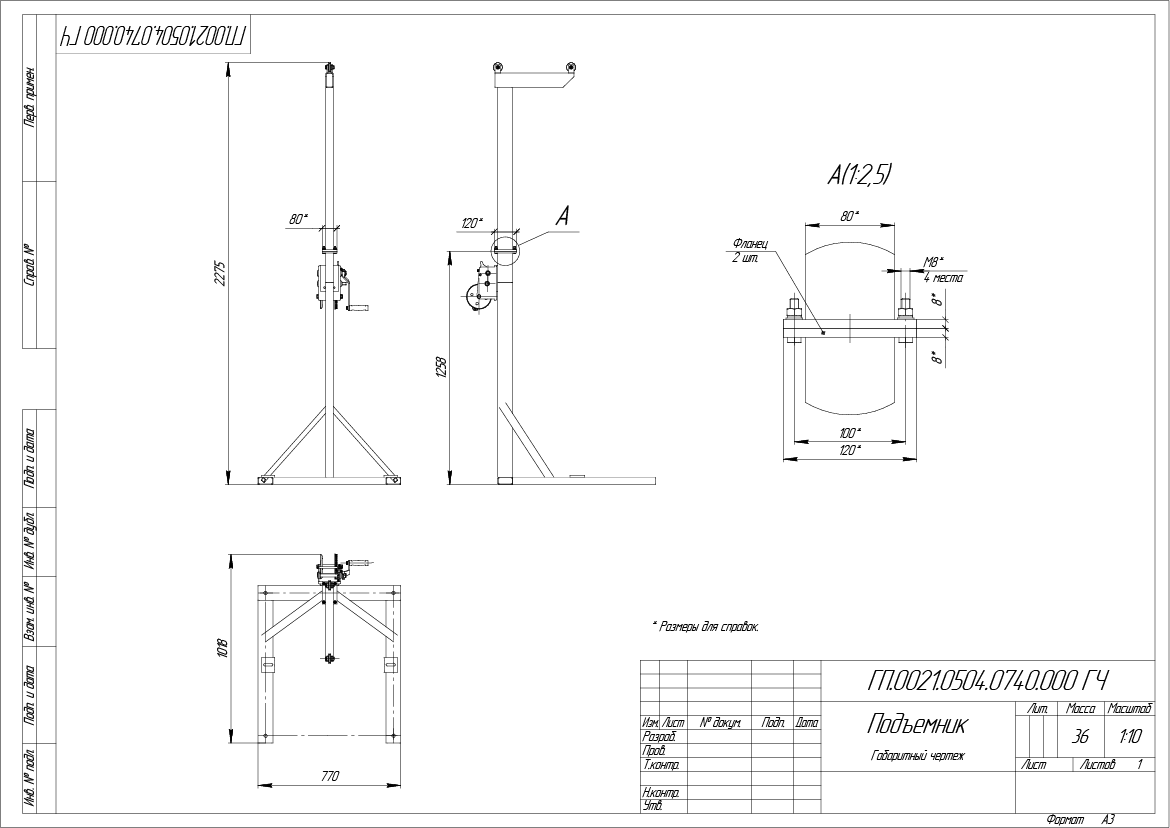 ГП.0021.0504.0740.000 ГЧ
Перв. примен.
Справ. №
Подп. и дата
Инв. № дубл.
Взам. инв. №
Подп. и дата
Инв. № подл.
2275
80*
120*
А
1258
1018
770
А(1:2,5)
80*
Фланец
2 шт.
М8*
4 места
8*
8*
100*
120*
* Размеры для справок.
ГП.0021.0504.0740.000 ГЧ
Изм. Лист № докум. Подп. Дата
Разраб.
Пров.
Т.контр.
Н.контр.
Утв.
Подъемник
Габаритный чертеж
Лит. Масса Масштаб
36 1:10
Лист Листов 1
Формат А3